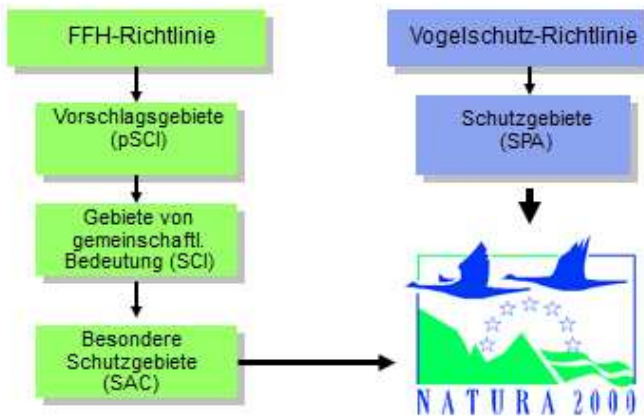 FFH-Richtlinie
Vorschlagsgebiete
(pSCI)
Gebiete von
gemeinschaftl.
Bedeutung (SCI)
Besondere
Schutzgebiete
(SAC)
Vogelschutz-Richtlinie
Schutzgebiete
(SPA)
NATURA 2000